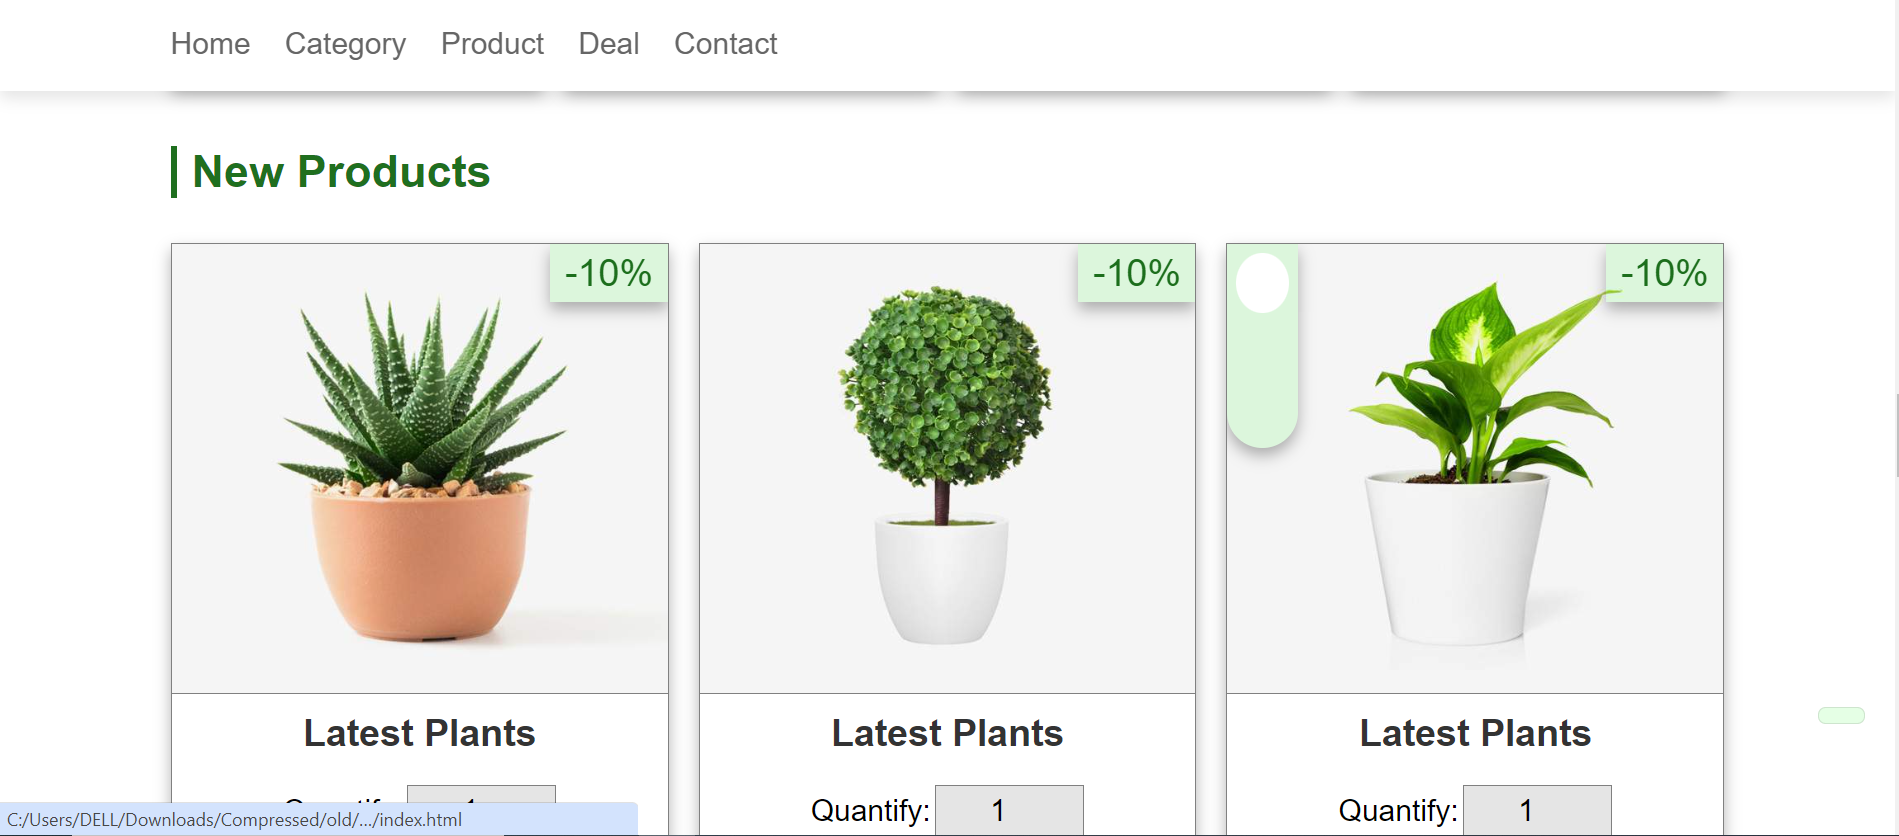 Home Category Product Deal Contact
New Products
-10% -10% -10%
Latest Plants Latest Plants Latest Plants
Quantify: 1 Quantify: 1 Quantify: 1
C:/Users/DELL/Downloads/Compressed/old/.../index.html